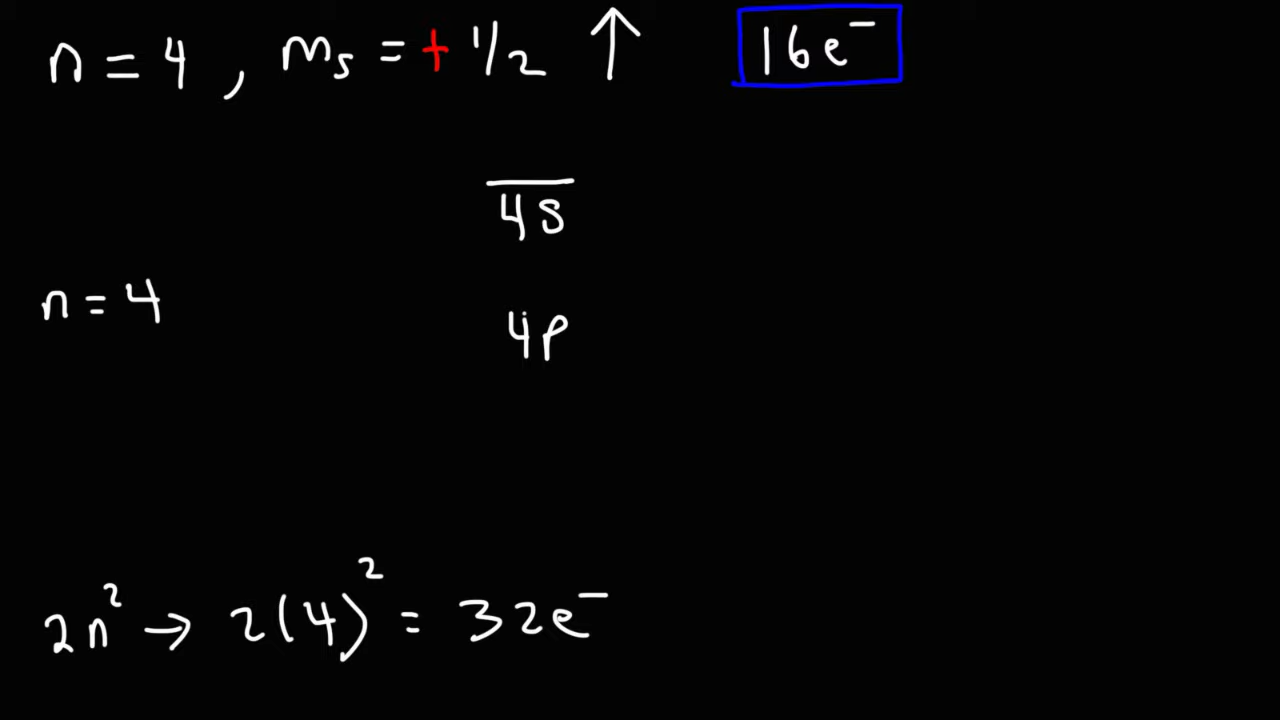 n = 4 , mₛ = + 1/2 ↑ 16e⁻
4s
n = 4
4p
2n² → 2(4)² = 32e⁻